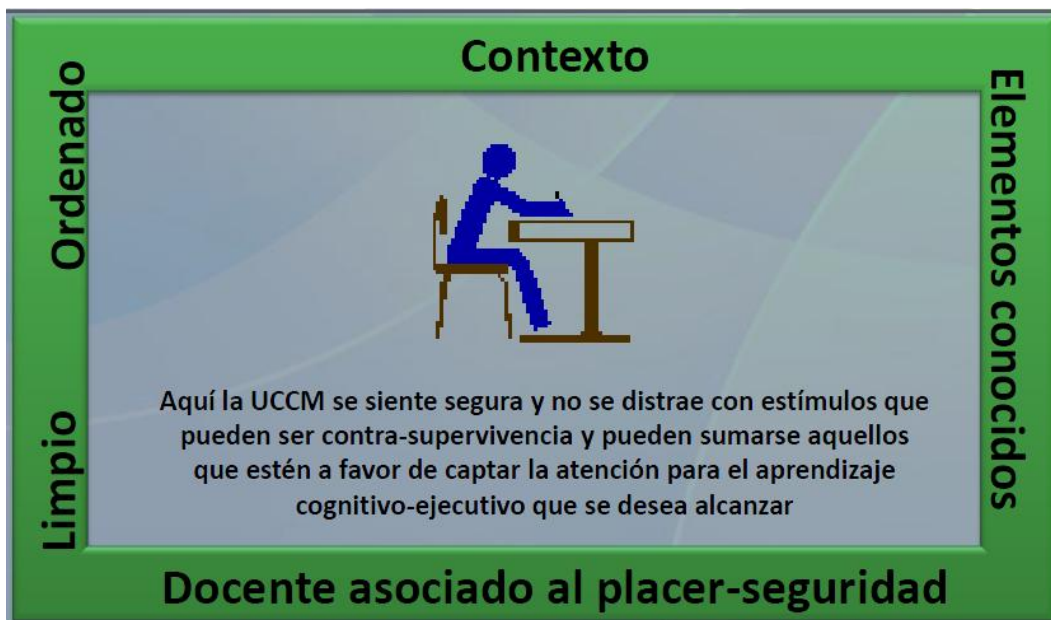 Contexto
Ordenado
Limpio
Elementos conocidos
Aquí la UCCM se siente segura y no se distrae con estímulos que
pueden ser contra-supervivencia y pueden sumarse aquellos
que estén a favor de captar la atención para el aprendizaje
cognitivo-ejecutivo que se desea alcanzar
Docente asociado al placer-seguridad